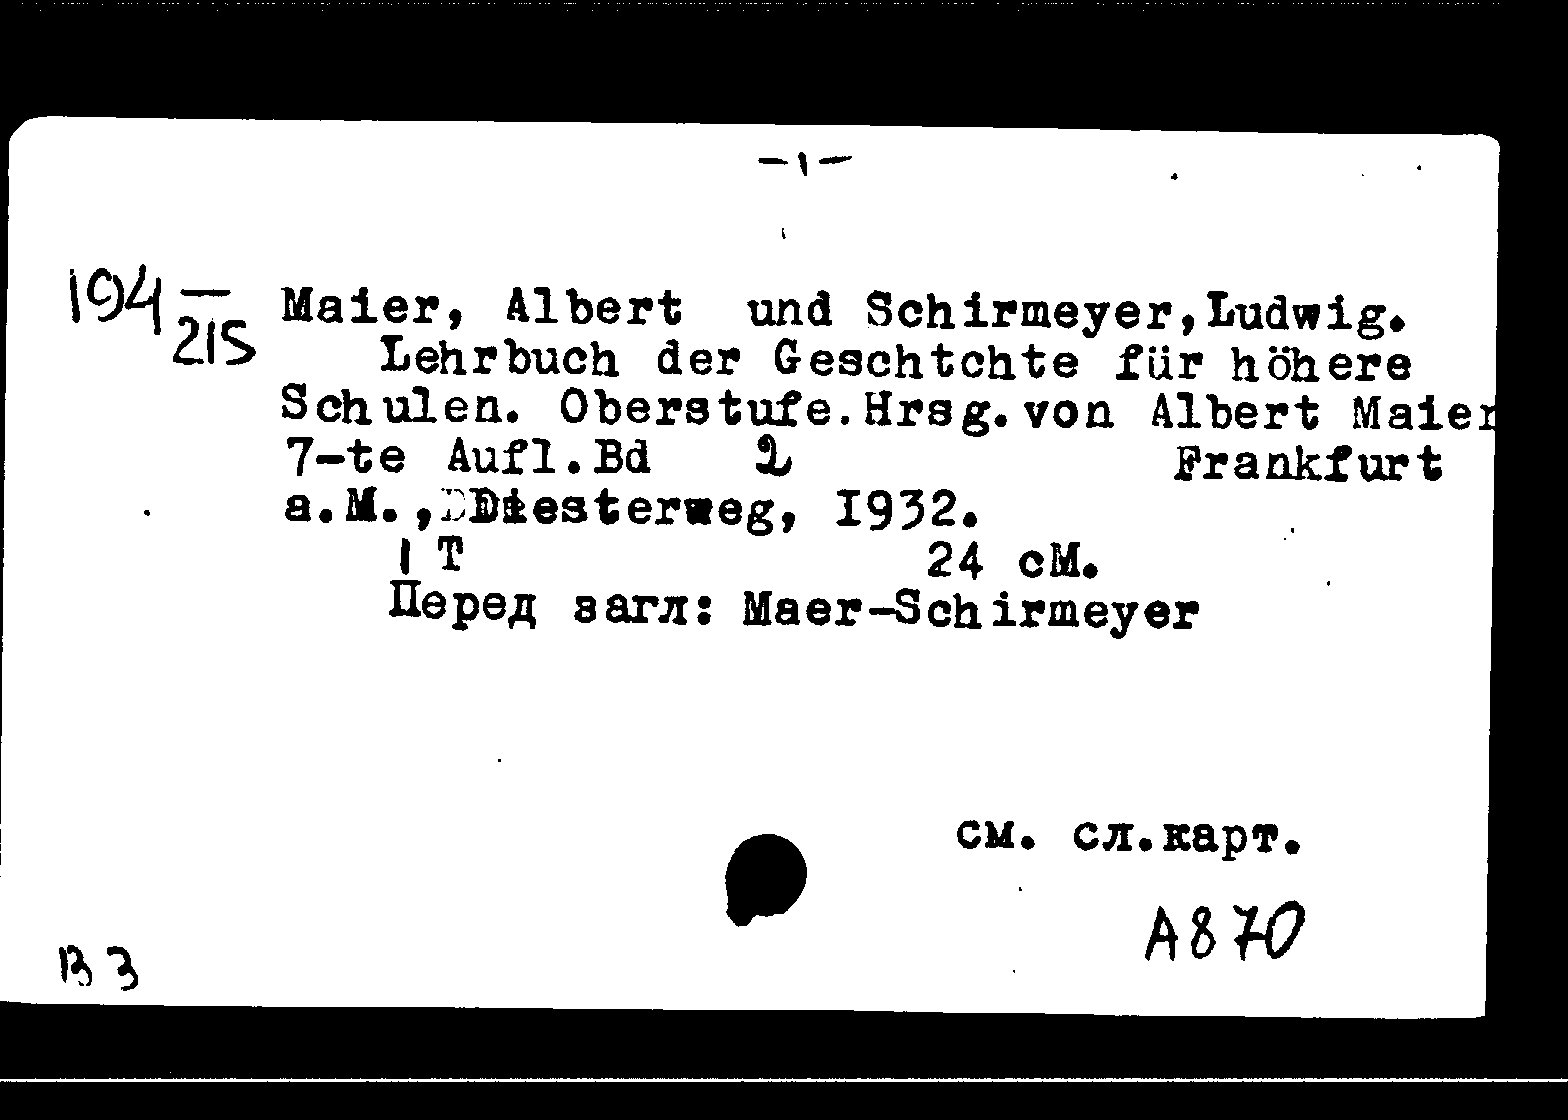 -1-
194 —
215
Maier, Albert und Schirmeyer,Ludwig.
Lehrbuch der Geschtchte für höhere
Schulen. Oberstufe.Hrsg.von Albert Maier
7-te Aufl.Bd 2 Frankfurt
a.M.,Diesterweg, I932.
1 T 24 cM.
Перед загл: Maer-Schirmeyer
см. сл.карт.
A870
B3